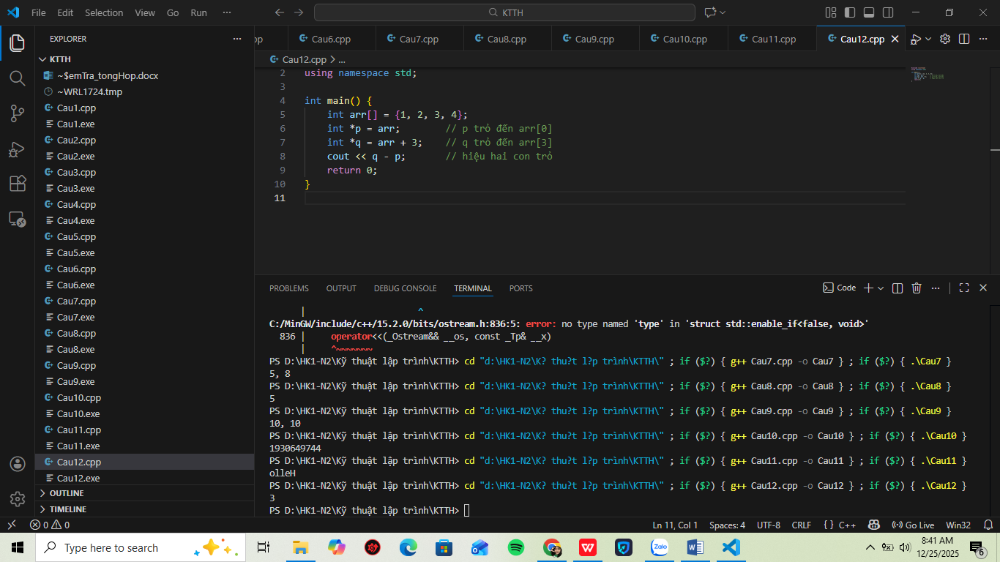 File Edit Selection View Go Run ··· KTTH
EXPLORER ···
KTTH
~$emTra_tongHop.docx
~WRL1724.tmp
Cau1.cpp
Cau1.exe
Cau2.cpp
Cau2.exe
Cau3.cpp
Cau3.exe
Cau4.cpp
Cau4.exe
Cau5.cpp
Cau5.exe
Cau6.cpp
Cau6.exe
Cau7.cpp
Cau7.exe
Cau8.cpp
Cau8.exe
Cau9.cpp
Cau9.exe
Cau10.cpp
Cau10.exe
Cau11.cpp
Cau11.exe
Cau12.cpp
Cau12.exe
OUTLINE
TIMELINE
pp Cau6.cpp Cau7.cpp Cau8.cpp Cau9.cpp Cau10.cpp Cau11.cpp Cau12.cpp
Cau12.cpp > ...
2 using namespace std;
3
4 int main() {
5 int arr[] = {1, 2, 3, 4};
6 int *p = arr; // p trỏ đến arr[0]
7 int *q = arr + 3; // q trỏ đến arr[3]
8 cout << q - p; // hiệu hai con trỏ
9 return 0;
10 }
11
PROBLEMS OUTPUT DEBUG CONSOLE TERMINAL PORTS Code
| ^
C:/MinGW/include/c++/15.2.0/bits/ostream.h:836:5: error: no type named 'type' in 'struct std::enable_if<false, void>'
836 | operator<<(_Ostream&& __os, const _Tp& __x)
| ^~~~~~~~
PS D:\HK1-N2\Kỹ thuật lập trình\KTTH> cd "d:\HK1-N2\K? thu?t l?p trình\KTTH\" ; if ($?) { g++ Cau7.cpp -o Cau7 } ; if ($?) { .\Cau7 }
5, 8
PS D:\HK1-N2\Kỹ thuật lập trình\KTTH> cd "d:\HK1-N2\K? thu?t l?p trình\KTTH\" ; if ($?) { g++ Cau8.cpp -o Cau8 } ; if ($?) { .\Cau8 }
5
PS D:\HK1-N2\Kỹ thuật lập trình\KTTH> cd "d:\HK1-N2\K? thu?t l?p trình\KTTH\" ; if ($?) { g++ Cau9.cpp -o Cau9 } ; if ($?) { .\Cau9 }
10, 10
PS D:\HK1-N2\Kỹ thuật lập trình\KTTH> cd "d:\HK1-N2\K? thu?t l?p trình\KTTH\" ; if ($?) { g++ Cau10.cpp -o Cau10 } ; if ($?) { .\Cau10 }
1930649744
PS D:\HK1-N2\Kỹ thuật lập trình\KTTH> cd "d:\HK1-N2\K? thu?t l?p trình\KTTH\" ; if ($?) { g++ Cau11.cpp -o Cau11 } ; if ($?) { .\Cau11 }
olleH
PS D:\HK1-N2\Kỹ thuật lập trình\KTTH> cd "d:\HK1-N2\K? thu?t l?p trình\KTTH\" ; if ($?) { g++ Cau12.cpp -o Cau12 } ; if ($?) { .\Cau12 }
3
PS D:\HK1-N2\Kỹ thuật lập trình\KTTH>
0 0 Ln 11, Col 1 Spaces: 4 UTF-8 CRLF {} C++ Go Live Win32
Type here to search
Zalo
8:41 AM
12/25/2025
6